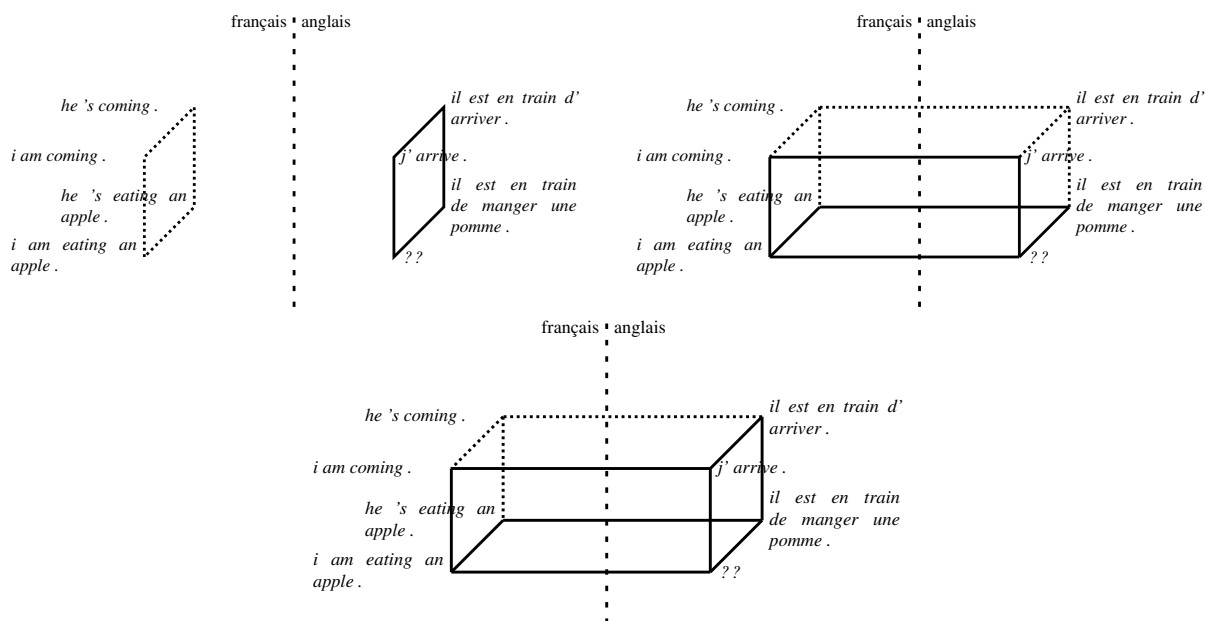 français anglais
he 's coming .
il est en train d'
arriver .
i am coming .
j' arrive .
he 's eating an
apple .
il est en train
de manger une
pomme .
i am eating an
apple .
??
français anglais
he 's coming .
il est en train d'
arriver .
i am coming .
j' arrive .
he 's eating an
apple .
il est en train
de manger une
pomme .
i am eating an
apple .
??
français anglais
he 's coming .
il est en train d'
arriver .
i am coming .
j' arrive .
he 's eating an
apple .
il est en train
de manger une
pomme .
i am eating an
apple .
??